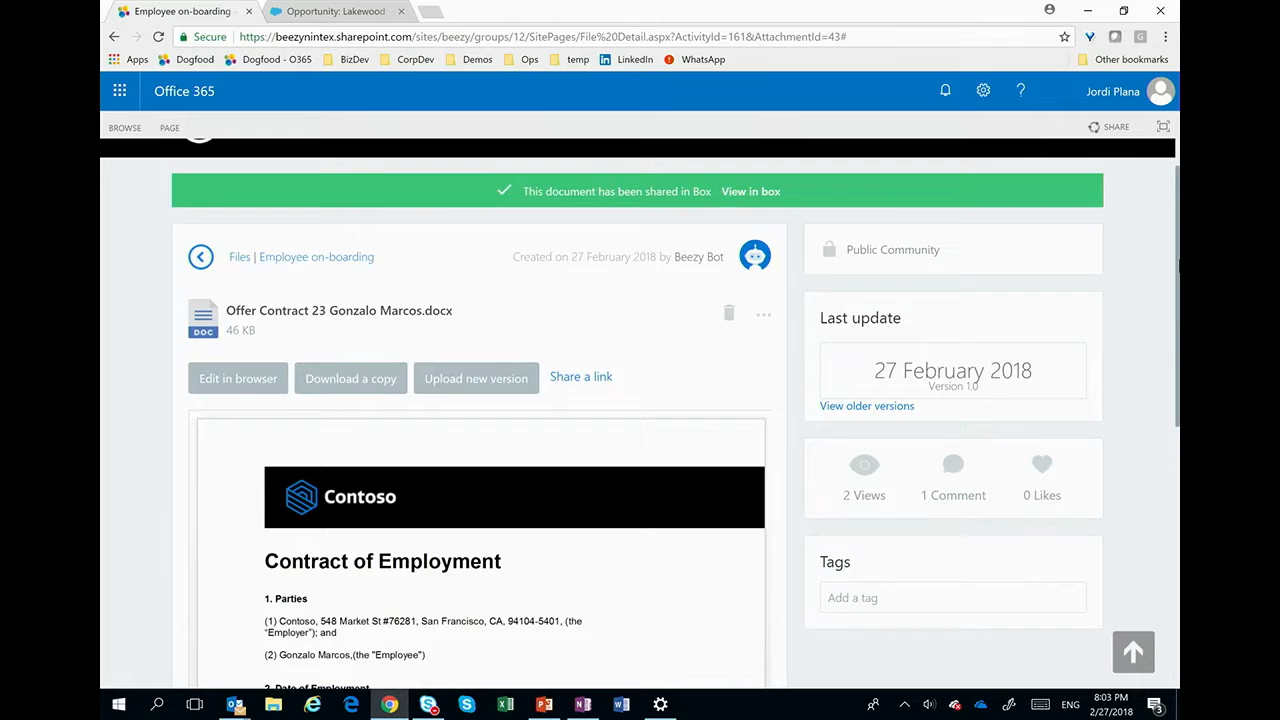 Employee on-boarding -
Opportunity: Lakewood
Secure
https://beezynintex.sharepoint.com/sites/beezy/groups/12/SitePages/File%20Detail.aspx?ActivityId=161&AttachmentId=43#
Apps
Dogfood
Dogfood - O365
BizDev
CorpDev
Demos
Ops
temp
LinkedIn
WhatsApp
Other bookmarks
Office 365
Jordi Plana
BROWSE
PAGE
SHARE
This document has been shared in Box View in box
Files | Employee on-boarding
Created on 27 February 2018 by Beezy Bot
Public Community
Offer Contract 23 Gonzalo Marcos.docx
DOC
46 KB
Last update
27 February 2018
Version 1.0
View older versions
Edit in browser
Download a copy
Upload new version
Share a link
2 Views
1 Comment
0 Likes
Contoso
Contract of Employment
1. Parties
(1) Contoso, 548 Market St #76281, San Francisco, CA, 94104-5401, (the
"Employer"); and
(2) Gonzalo Marcos,(the "Employee")
2. Date of Employment
Tags
Add a tag
ENG
8:03 PM
2/27/2018
3